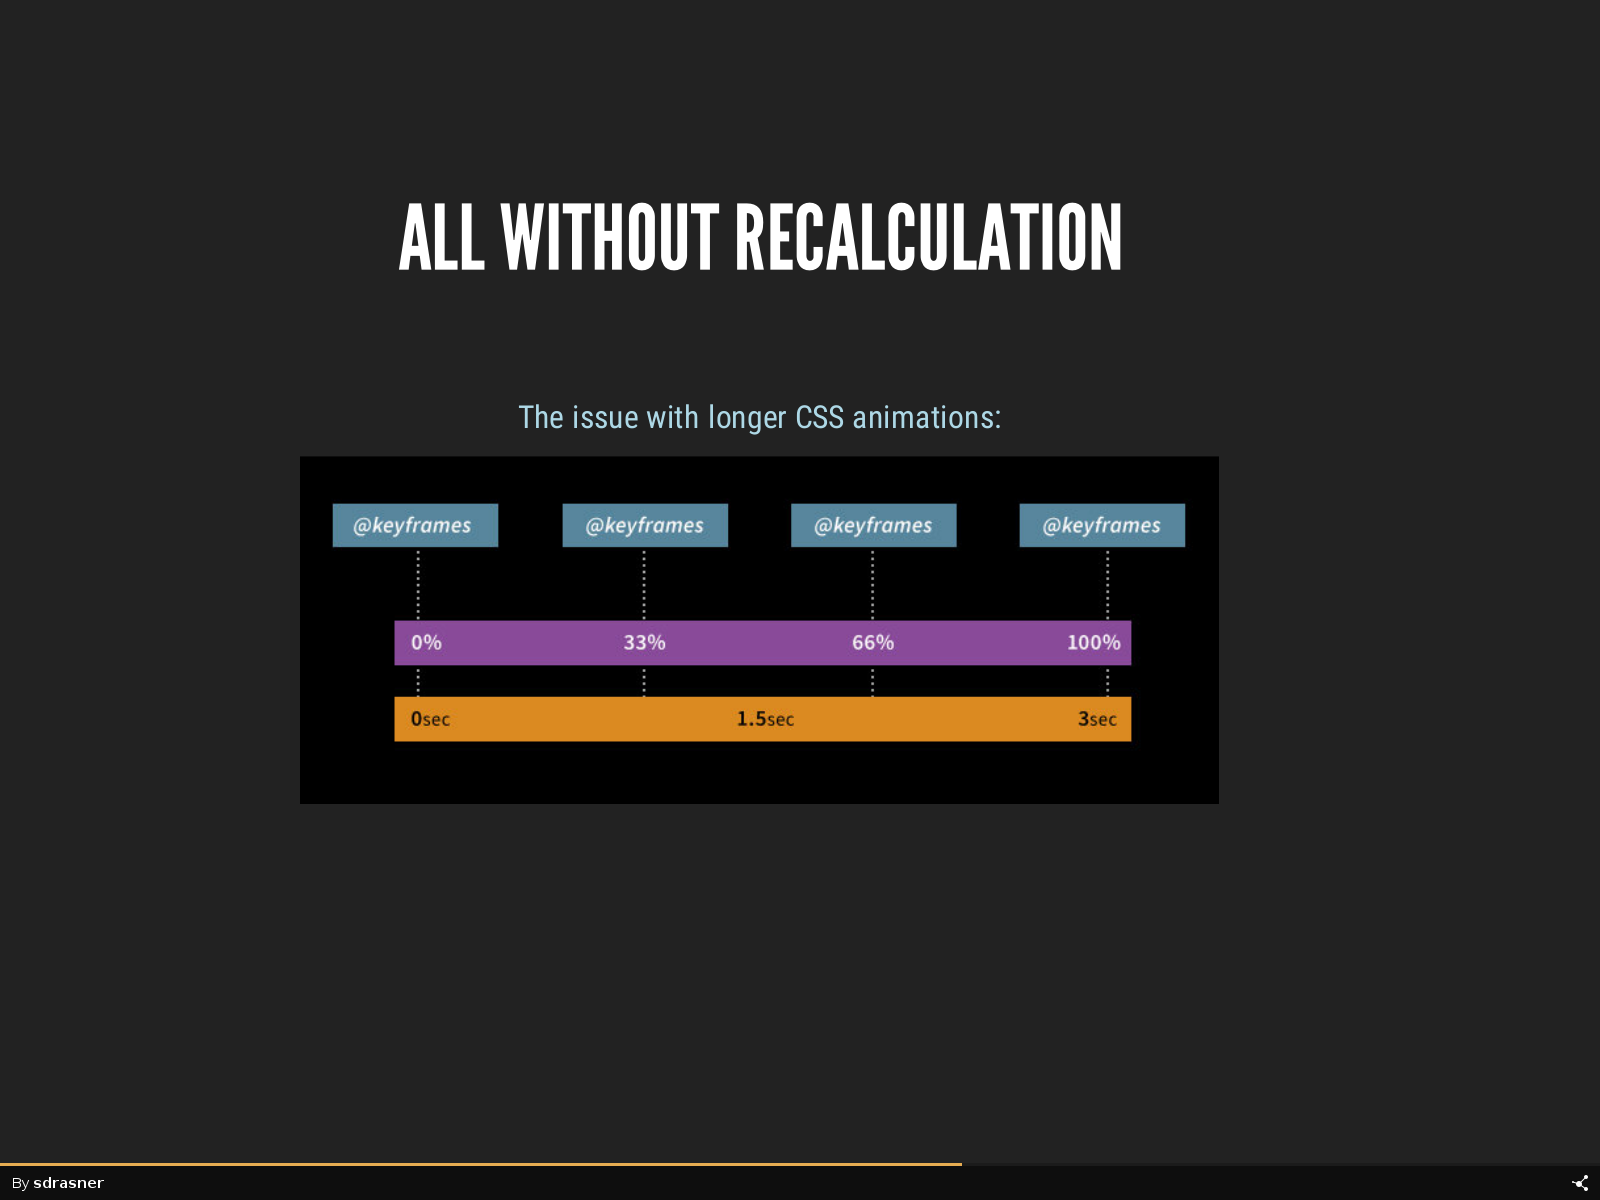 ALL WITHOUT RECALCULATION
The issue with longer CSS animations:
@keyframes @keyframes @keyframes @keyframes
0% 33% 66% 100%
0sec 1.5sec 3sec
By sdrasner